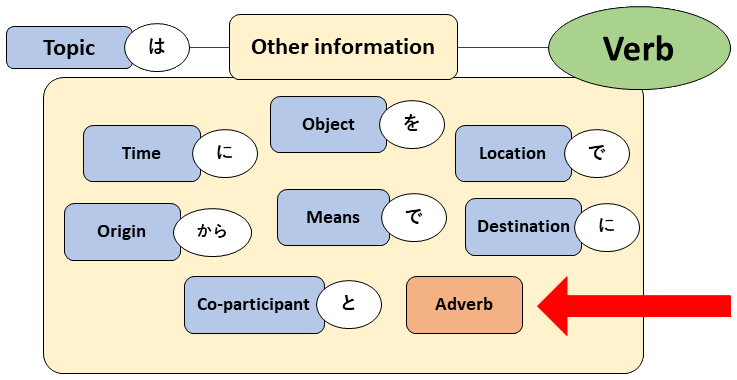 Topic は Other information Verb
Object を
Time に Location で
Origin から Means で Destination に
Co-participant と Adverb